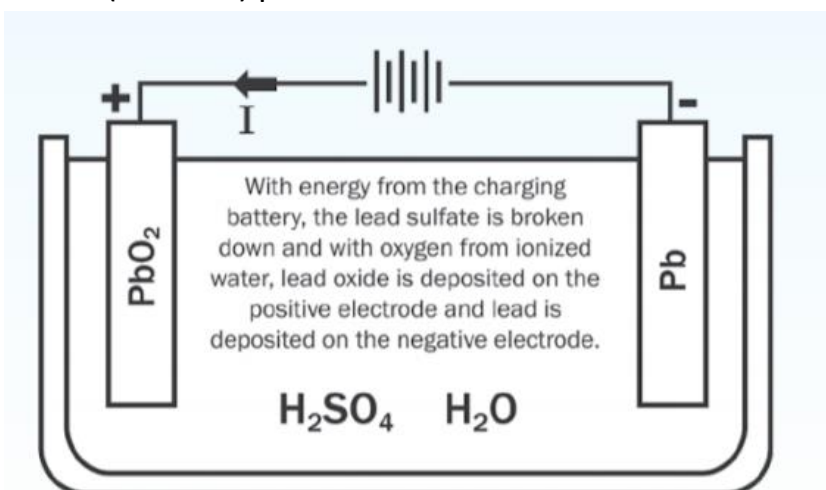 +
I
-
With energy from the charging
battery, the lead sulfate is broken
down and with oxygen from ionized
water, lead oxide is deposited on the
positive electrode and lead is
deposited on the negative electrode.
PbO₂
Pb
H₂SO₄ H₂O